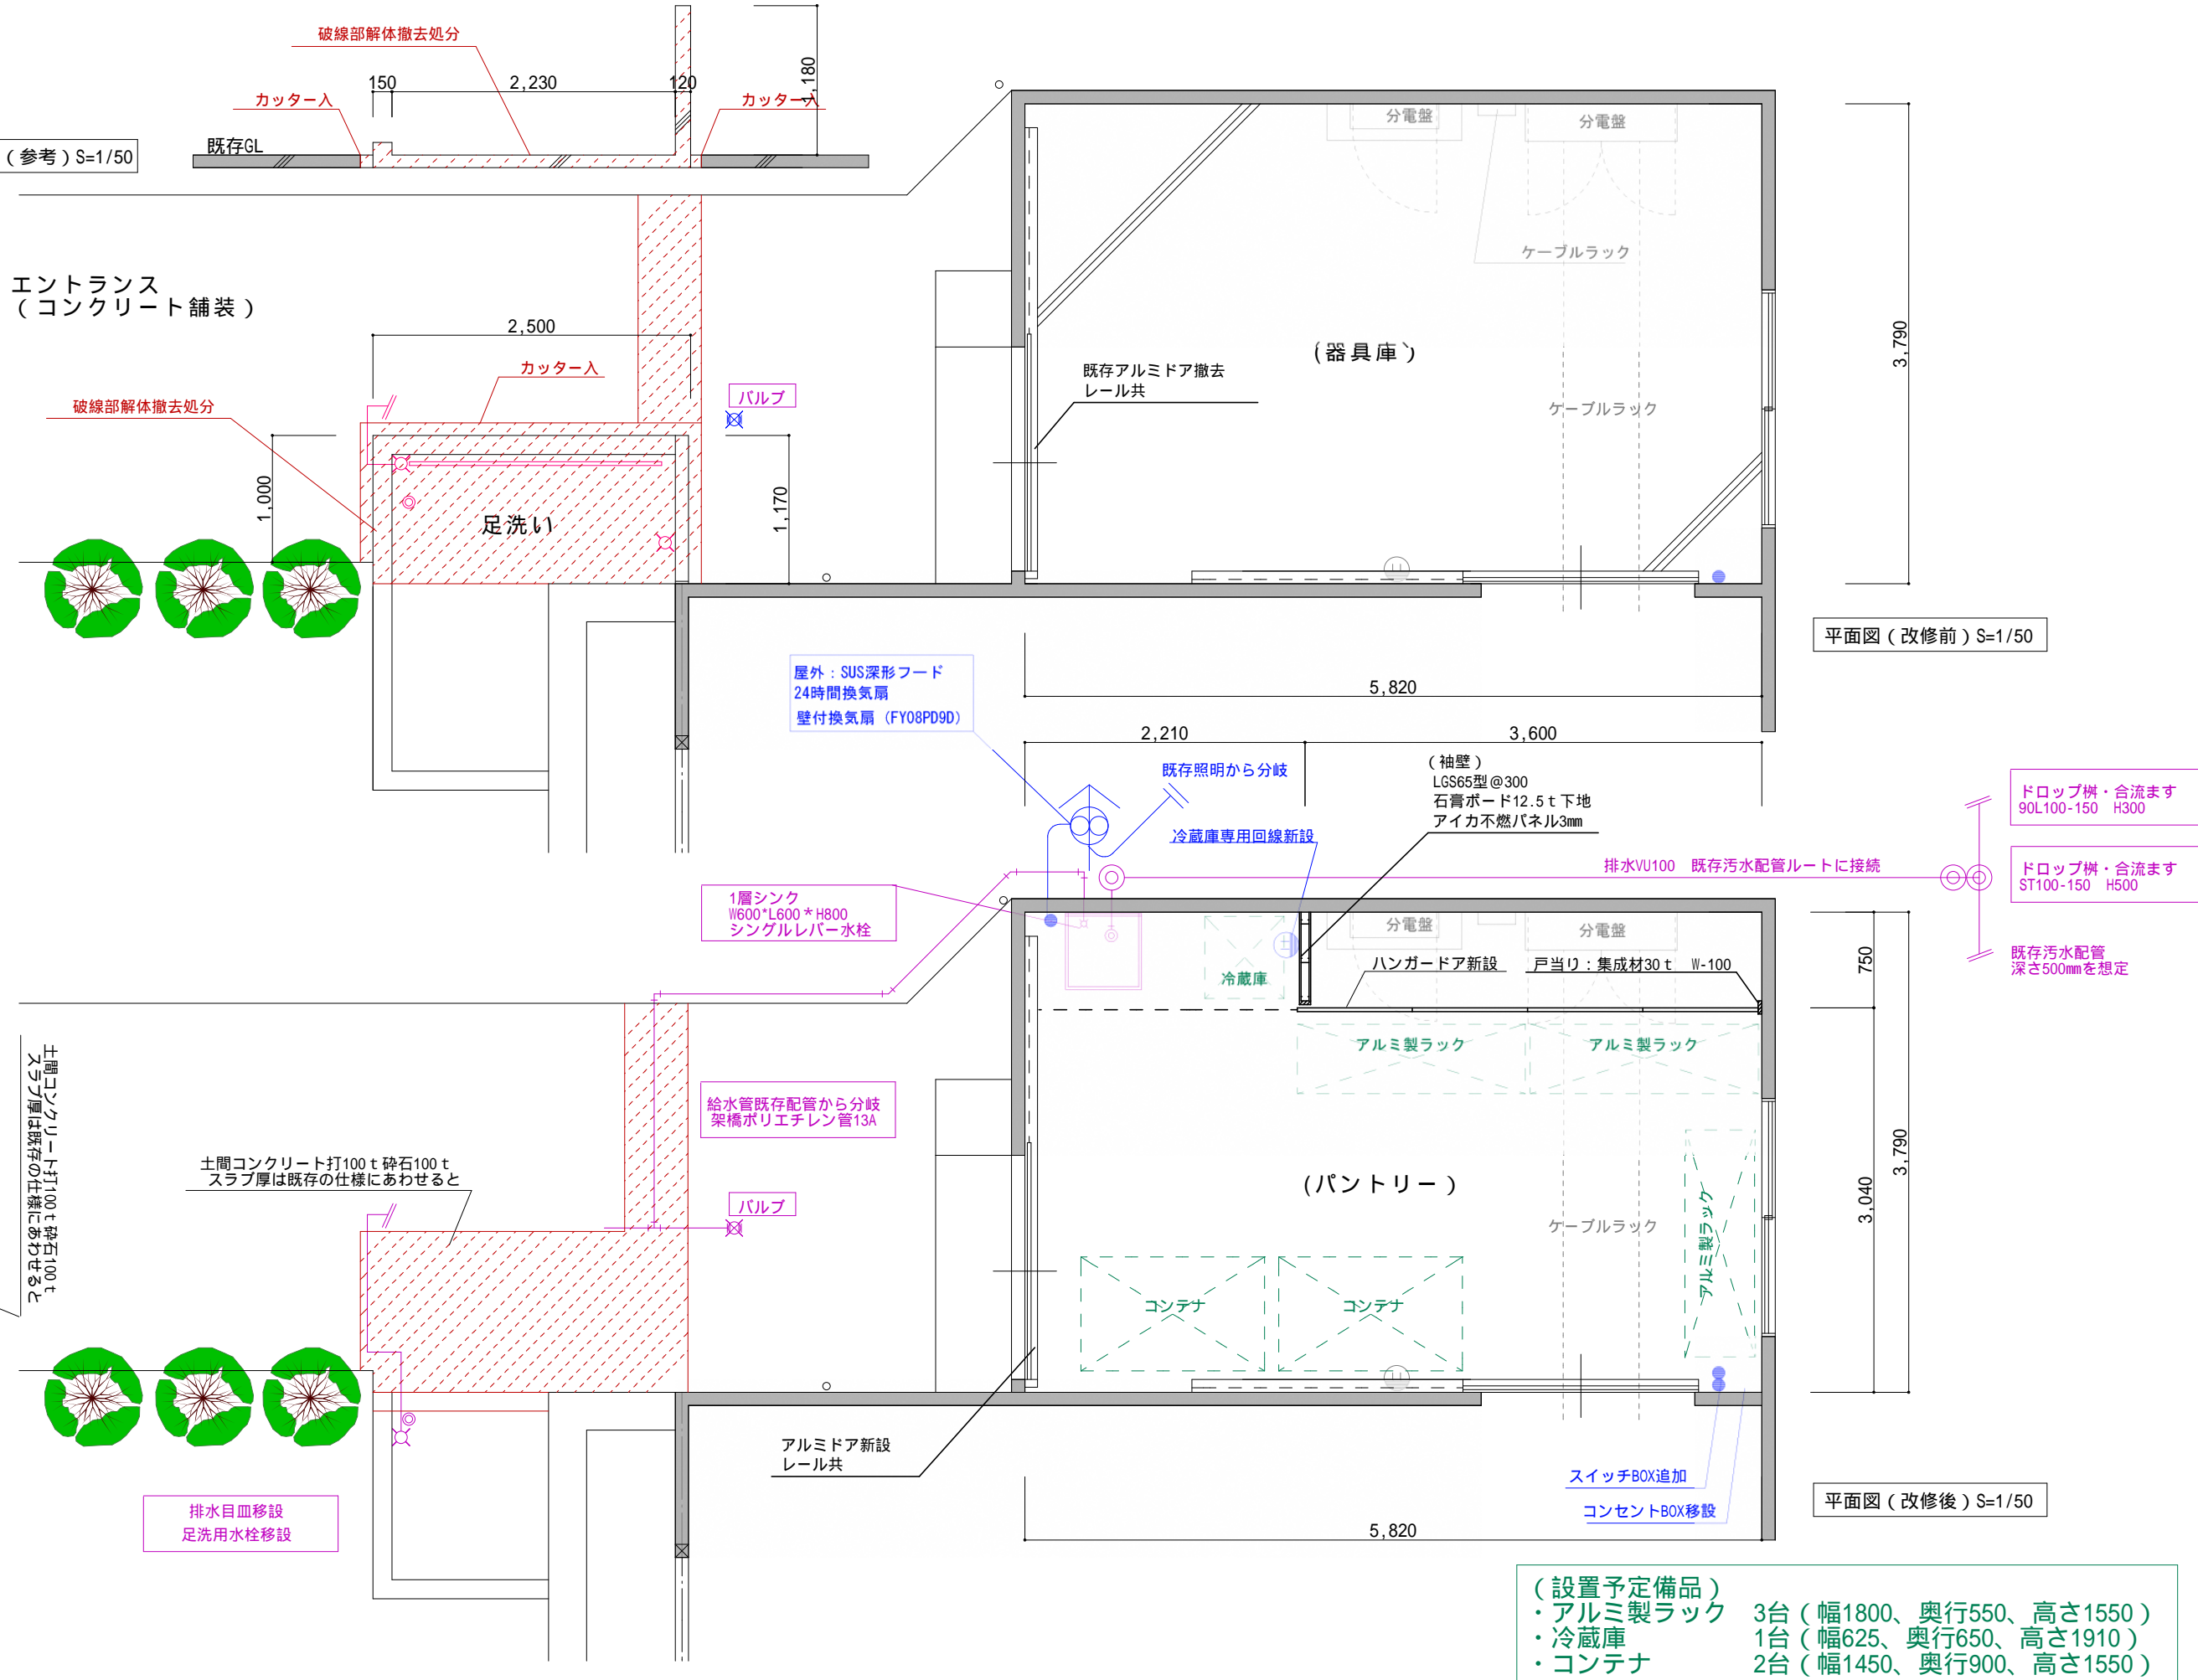 破線部解体撤去処分
1,180
150
2,230
120
カッター入
カッター入
既存GL
（参考）S=1/50
分電盤
分電盤
ケーブルラック
エントランス
（コンクリート舗装）
2,500
カッター入
破線部解体撤去処分
バルブ
1,000
足洗い
1,170
既存アルミドア撤去
レール共
(器具庫)
ケーブルラック
3,790
平面図（改修前）S=1/50
5,820
屋外：SUS深形フード
24時間換気扇
壁付換気扇（FY08PD9D）
2,210
3,600
既存照明から分岐
（袖壁）
LGS65型@300
石膏ボード12.5ｔ下地
アイカ不燃パネル3mm
冷蔵庫専用回線新設
ドロップ桝・合流ます
90L100-150　H300
排水VU100　既存汚水配管ルートに接続
ドロップ桝・合流ます
ST100-150　H500
既存汚水配管
深さ500mmを想定
1層シンク
W600*L600＊H800
シングルレバー水栓
分電盤
分電盤
冷蔵庫
ハンガードア新設
戸当り：集成材30ｔ　W-100
750
アルミ製ラック
アルミ製ラック
土間コンクリート打100ｔ砕石100ｔ
スラブ厚は既存の仕様にあわせると
給水管既存配管から分岐
架橋ポリエチレン管13A
土間コンクリート打100ｔ砕石100ｔ
スラブ厚は既存の仕様にあわせると
バルブ
(パントリー)
ケーブルラック
アルミ製ラック
3,040
3,790
コンテナ
コンテナ
アルミドア新設
レール共
スイッチBOX追加
コンセントBOX移設
平面図（改修後）S=1/50
排水目皿移設
足洗用水栓移設
5,820
（設置予定備品）
・アルミ製ラック　3台（幅1800、奥行550、高さ1550）
・冷蔵庫　1台（幅625、奥行650、高さ1910）
・コンテナ　2台（幅1450、奥行900、高さ1550）